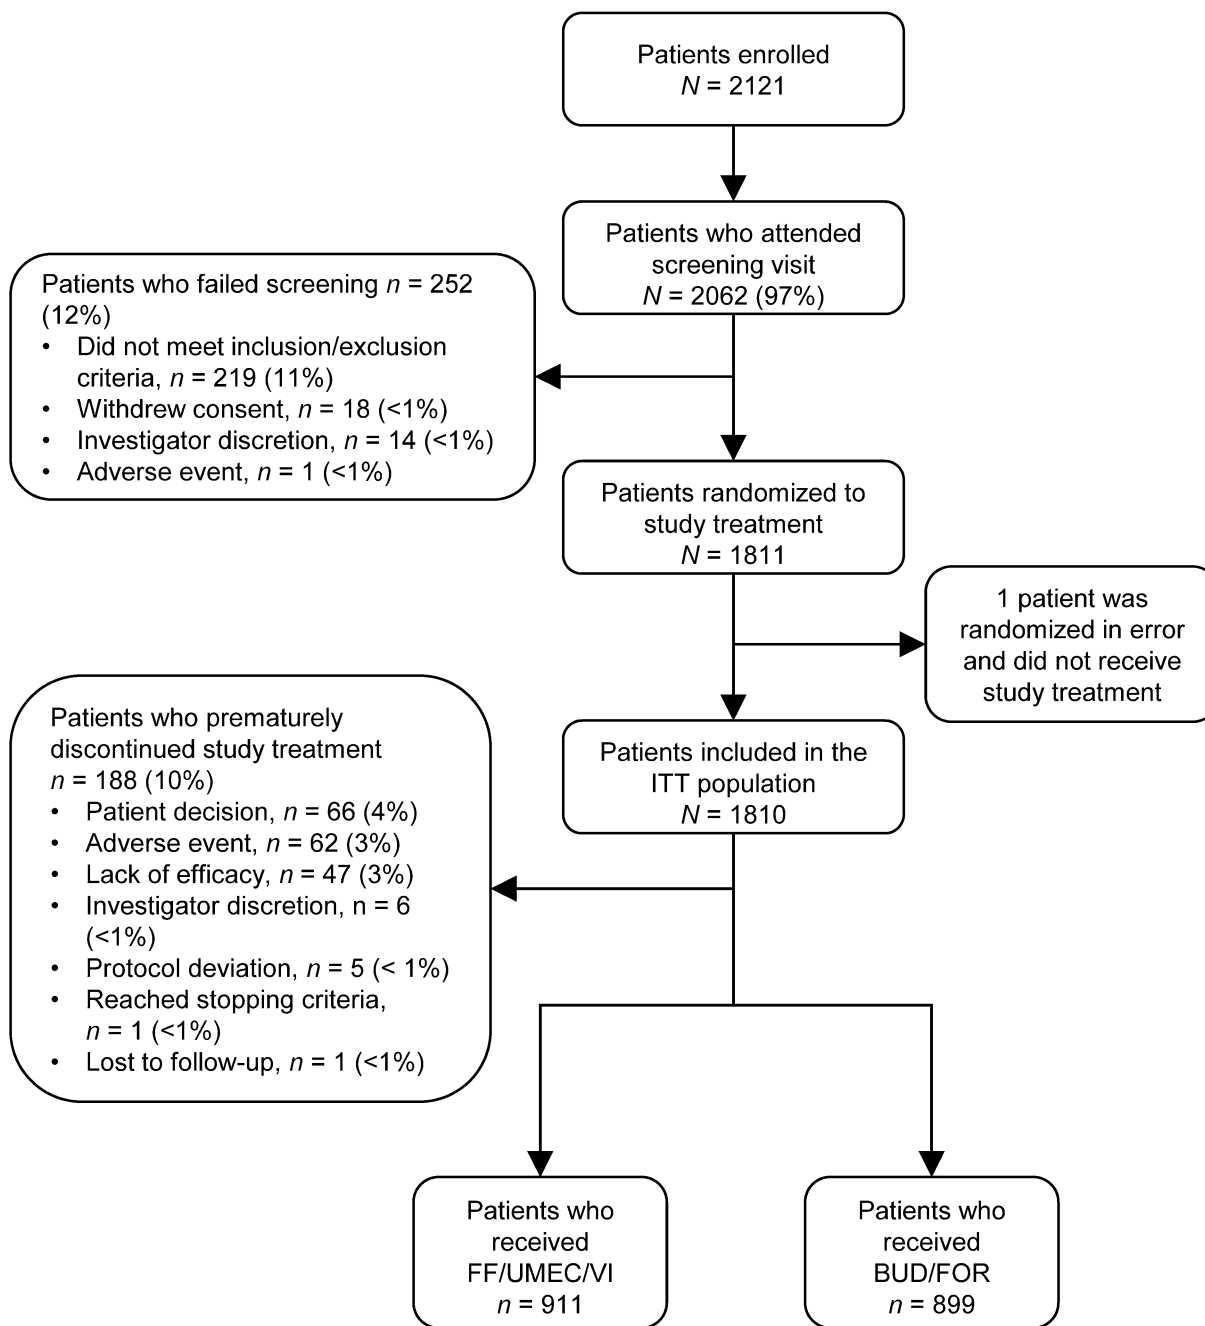 Patients enrolled
N = 2121
Patients who attended
screening visit
N = 2062 (97%)
Patients who failed screening n = 252
(12%)
• Did not meet inclusion/exclusion
criteria, n = 219 (11%)
• Withdrew consent, n = 18 (<1%)
• Investigator discretion, n = 14 (<1%)
• Adverse event, n = 1 (<1%)
Patients randomized to
study treatment
N = 1811
1 patient was
randomized in error
and did not receive
study treatment
Patients included in the
ITT population
N = 1810
Patients who prematurely
discontinued study treatment
n = 188 (10%)
• Patient decision, n = 66 (4%)
• Adverse event, n = 62 (3%)
• Lack of efficacy, n = 47 (3%)
• Investigator discretion, n = 6
(<1%)
• Protocol deviation, n = 5 (< 1%)
• Reached stopping criteria,
n = 1 (<1%)
• Lost to follow-up, n = 1 (<1%)
Patients who
received
FF/UMEC/VI
n = 911
Patients who
received
BUD/FOR
n = 899